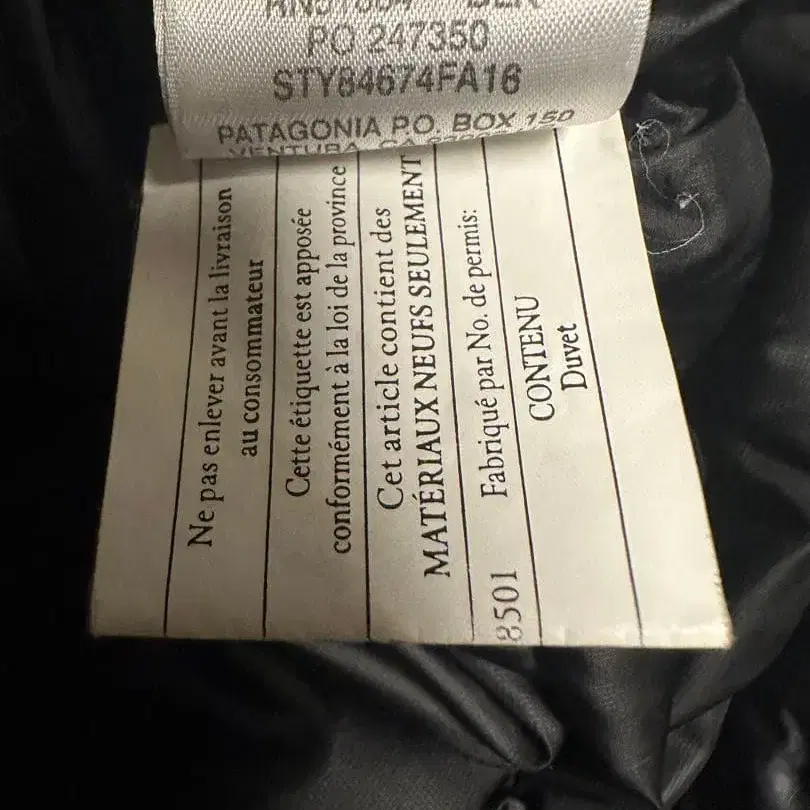 PO 247350
STY84674FA16
PATAGONIA P.O. BOX 150
VENTURA, CA
Ne pas enlever avant la livraison
au consommateur
Cette étiquette est apposée
conformément à la loi de la province
Cet article contient des
MATÉRIAUX NEUFS SEULEMENT
Fabriqué par No. de permis:
8501
CONTENU
Duvet